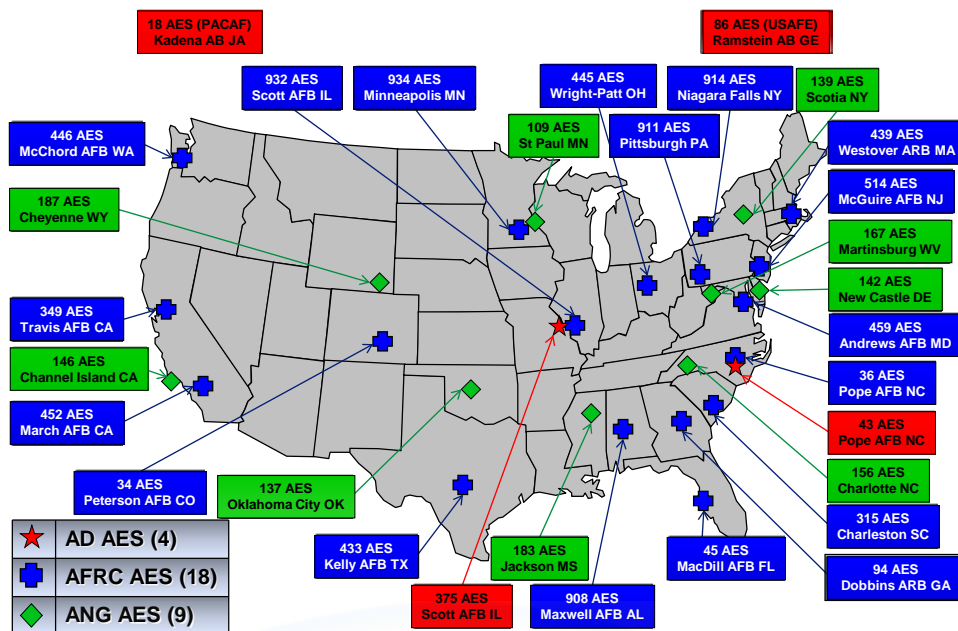 18 AES (PACAF)
Kadena AB JA
86 AES (USAFE)
Ramstein AB GE
932 AES
Scott AFB IL
934 AES
Minneapolis MN
445 AES
Wright-Patt OH
914 AES
Niagara Falls NY
139 AES
Scotia NY
109 AES
St Paul MN
911 AES
Pittsburgh PA
446 AES
McChord AFB WA
439 AES
Westover ARB MA
187 AES
Cheyenne WY
514 AES
McGuire AFB NJ
167 AES
Martinsburg WV
142 AES
New Castle DE
349 AES
Travis AFB CA
459 AES
Andrews AFB MD
146 AES
Channel Island CA
36 AES
Pope AFB NC
452 AES
March AFB CA
43 AES
Pope AFB NC
34 AES
Peterson AFB CO
137 AES
Oklahoma City OK
156 AES
Charlotte NC
433 AES
Kelly AFB TX
183 AES
Jackson MS
45 AES
MacDill AFB FL
315 AES
Charleston SC
375 AES
Scott AFB IL
908 AES
Maxwell AFB AL
94 AES
Dobbins ARB GA
AD AES (4)
AFRC AES (18)
ANG AES (9)